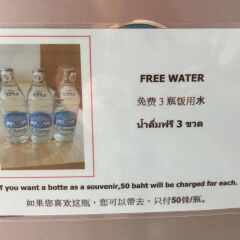 FREE WATER
免费 3 瓶饭用水
น้ำดื่มฟรี 3 ขวด
If you want a botte as a souvenir,50 baht will be charged for each.
如果您喜欢这瓶，您可以带去，只付50铢/瓶。